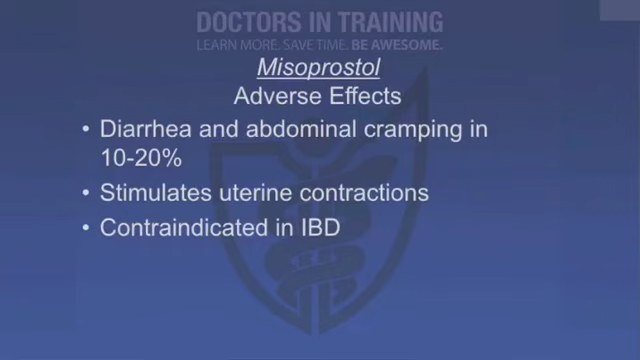 DOCTORS IN TRAINING
LEARN MORE. SAVE TIME. BE AWESOME.
Misoprostol
Adverse Effects
• Diarrhea and abdominal cramping in
10-20%
• Stimulates uterine contractions
• Contraindicated in IBD